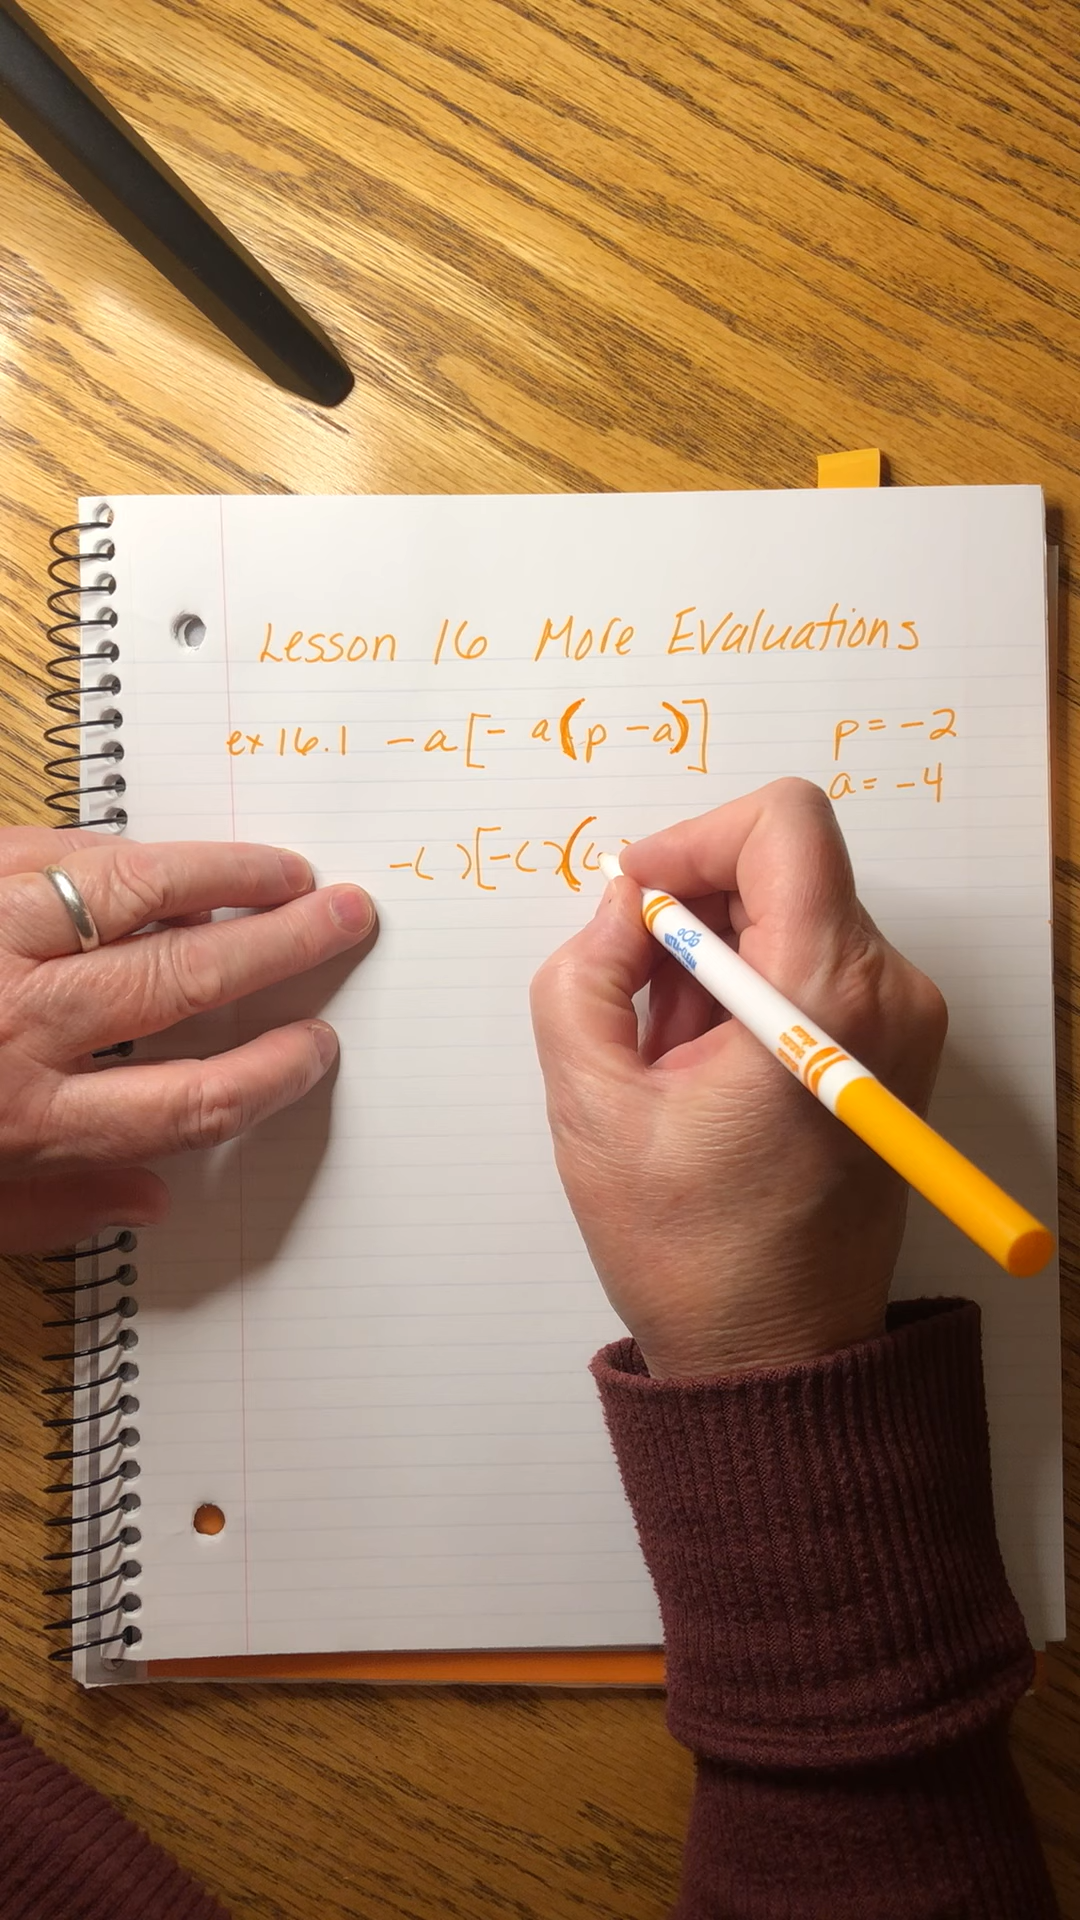 Lesson 16 More Evaluations
ex 16.1 -a[-a(p-a)]
p = -2
a = -4
-( )[-( )((